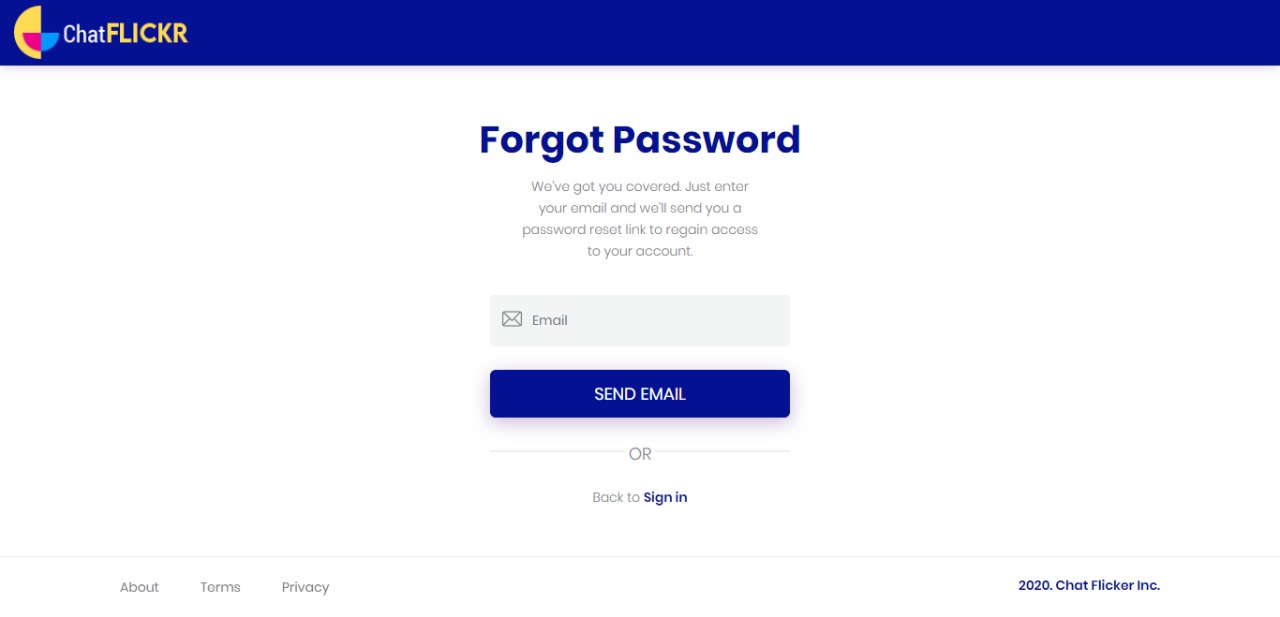 ChatFLICKR
Forgot Password
We've got you covered. Just enter
your email and we'll send you a
password reset link to regain access
to your account.
Email
SEND EMAIL
OR
Back to Sign in
About Terms Privacy 2020. Chat Flicker Inc.